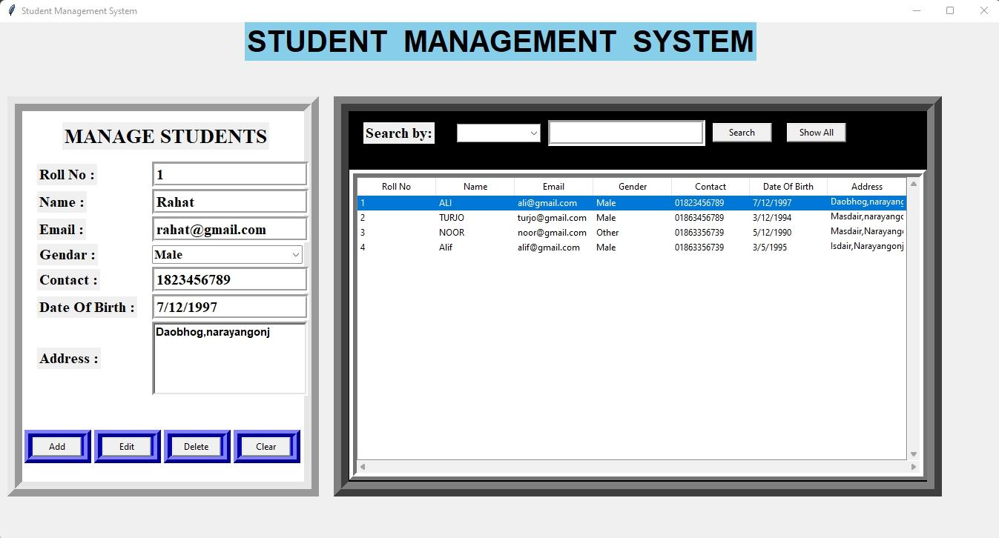 Student Management System
STUDENT MANAGEMENT SYSTEM
MANAGE STUDENTS
Roll No : 1
Name : Rahat
Email : rahat@gmail.com
Gendar : Male
Contact : 1823456789
Date Of Birth : 7/12/1997
Address : Daobhog,narayangonj
Add Edit Delete Clear
Search by: Search Show All
Roll No Name Email Gender Contact Date Of Birth Address
1 ALI ali@gmail.com Male 01823456789 7/12/1997 Daobhog,narayang
2 TURJO turjo@gmail.com Male 01863456789 3/12/1994 Masdair,narayango
3 NOOR noor@gmail.com Other 01863356739 5/12/1990 Masdair,Narayang
4 Alif alif@gmail.com Male 01863356739 3/5/1995 Isdair,Narayangonj